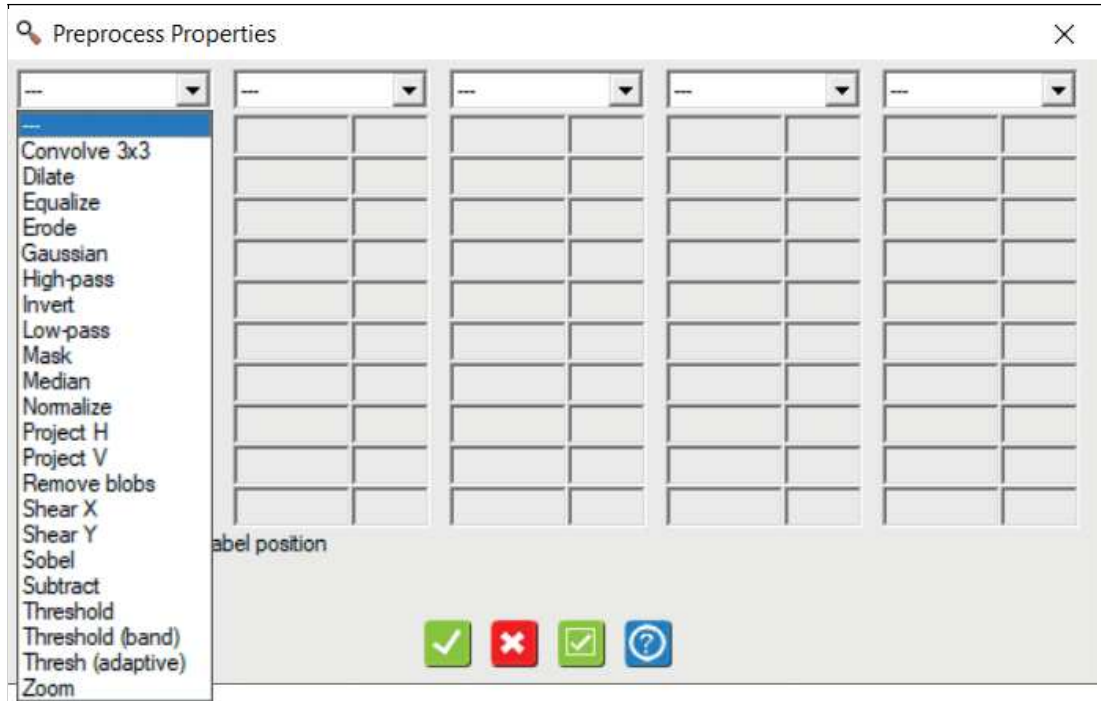 Preprocess Properties
--- --- --- --- ---
---
Convolve 3x3
Dilate
Equalize
Erode
Gaussian
High-pass
Invert
Low-pass
Mask
Median
Normalize
Project H
Project V
Remove blobs
Shear X
Shear Y
abel position
Sobel
Subtract
Threshold
Threshold (band)
Thresh (adaptive)
Zoom